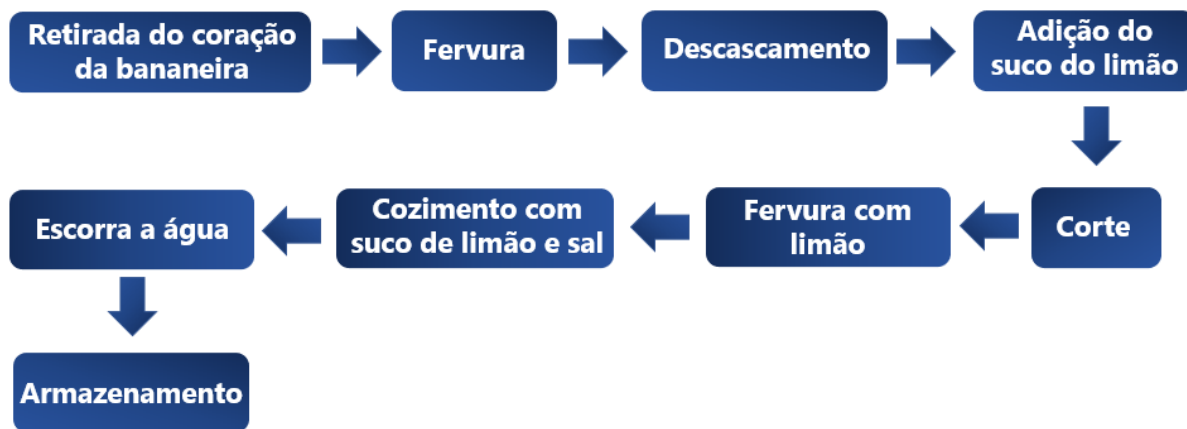 Retirada do coração
da bananeira
Fervura
Descascamento
Adição do
suco do limão
Corte
Fervura com
limão
Cozimento com
suco de limão e sal
Escorra a água
Armazenamento